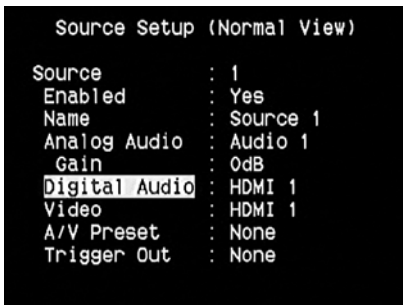 Source Setup (Normal View)
Source : 1
Enabled : Yes
Name : Source 1
Analog Audio : Audio 1
Gain : 0dB
Digital Audio : HDMI 1
Video : HDMI 1
A/V Preset : None
Trigger Out : None